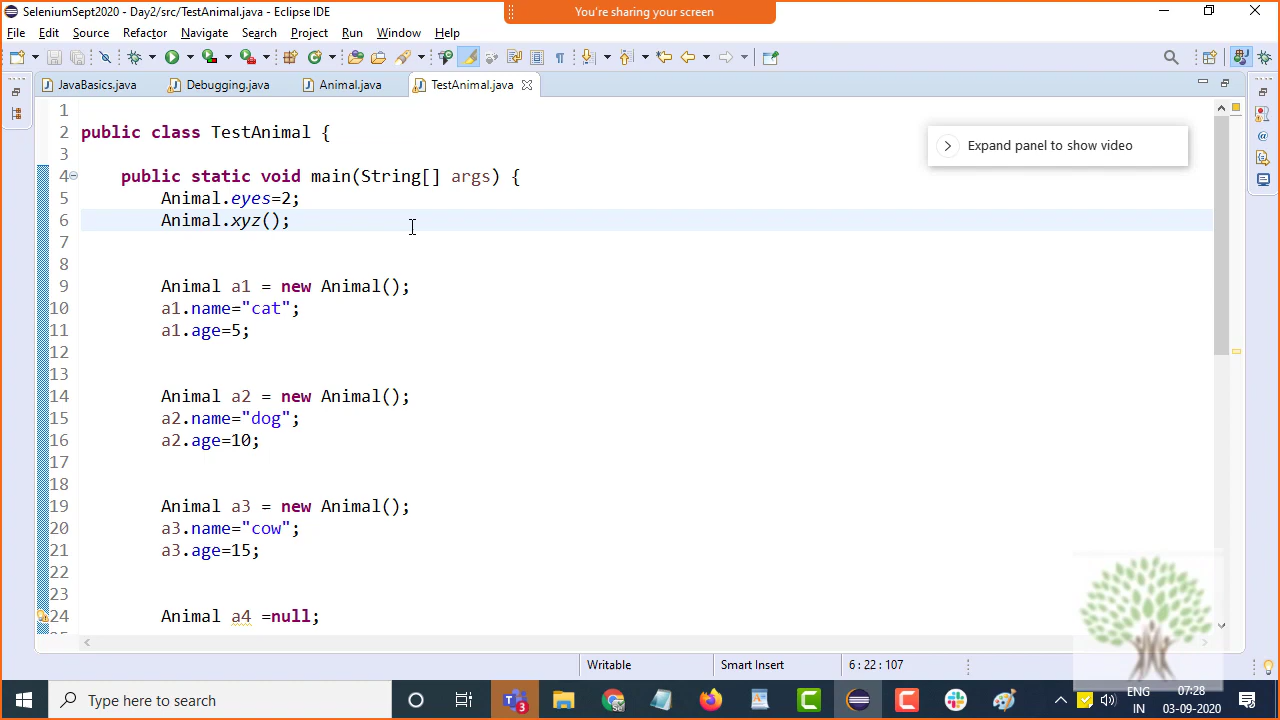 SeleniumSept2020 - Day2/src/TestAnimal.java - Eclipse IDE
You're sharing your screen
File Edit Source Refactor Navigate Search Project Run Window Help
JavaBasics.java Debugging.java Animal.java TestAnimal.java
Expand panel to show video
1
2 public class TestAnimal {
3
4 public static void main(String[] args) {
5 Animal.eyes=2;
6 Animal.xyz();
7
8
9 Animal a1 = new Animal();
10 a1.name="cat";
11 a1.age=5;
12
13
14 Animal a2 = new Animal();
15 a2.name="dog";
16 a2.age=10;
17
18
19 Animal a3 = new Animal();
20 a3.name="cow";
21 a3.age=15;
22
23
24 Animal a4 =null;
Writable Smart Insert 6 : 22 : 107
Type here to search
3
ENG
IN
07:28
03-09-2020